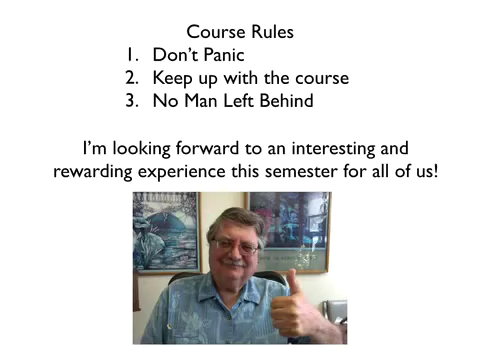 Course Rules
1. Don't Panic
2. Keep up with the course
3. No Man Left Behind
I'm looking forward to an interesting and
rewarding experience this semester for all of us!